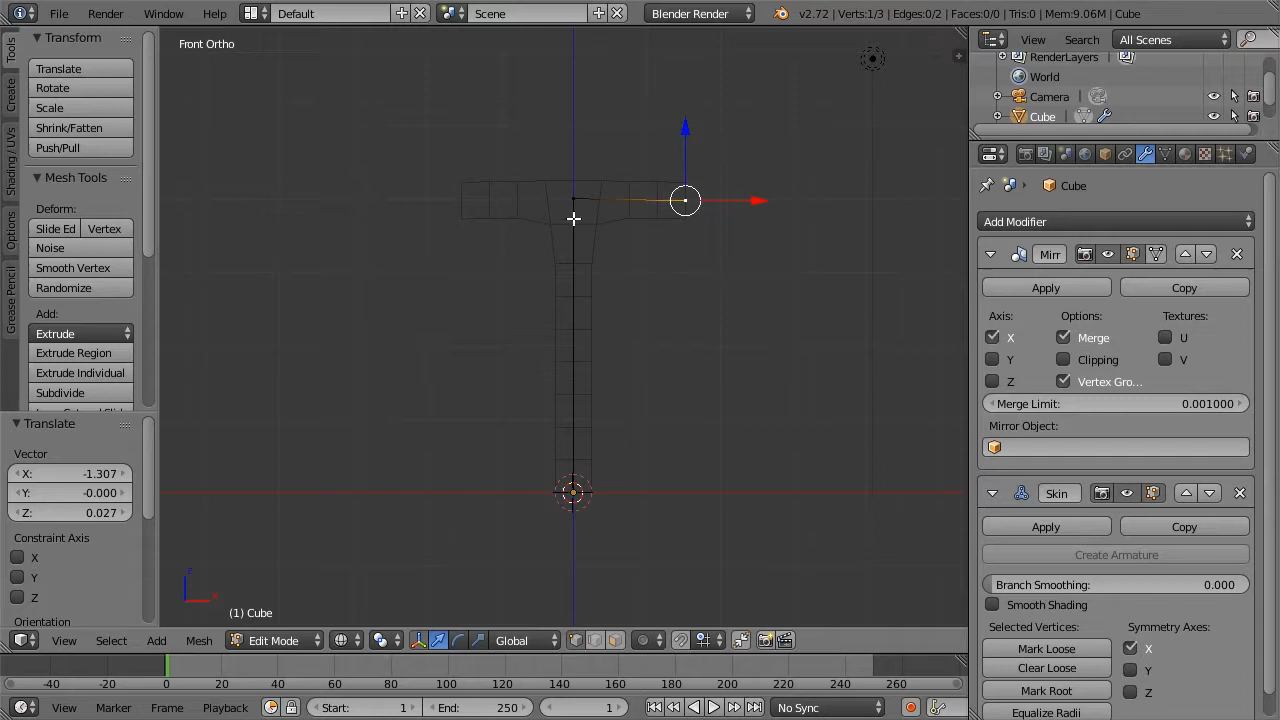 File Render Window Help Default Scene Blender Render v2.72 | Verts:1/3 | Edges:0/2 | Faces:0/0 | Tris:0 | Mem:9.06M | Cube
Tools
Create
Shading/UVs
Options
Grease Pencil
Transform
Translate
Rotate
Scale
Shrink/Fatten
Push/Pull
Mesh Tools
Deform:
Slide Ed Vertex
Noise
Smooth Vertex
Randomize
Add:
Extrude
Extrude Region
Extrude Individual
Subdivide
Translate
Vector
X: -1.307
Y: -0.000
Z: 0.027
Constraint Axis
X
Y
Z
Orientation
Front Ortho
z
x
(1) Cube
View Select Add Mesh Edit Mode Global
-40 -20 0 20 40 60 80 100 120 140 160 180 200 220 240 260
View Marker Frame Playback Start: 1 End: 250 1 No Sync
View Search All Scenes
RenderLayers
World
Camera
Cube
Cube
Add Modifier
Mirr
Apply Copy
Axis: Options: Textures:
X Merge U
Y Clipping V
Z Vertex Gro...
Merge Limit: 0.001000
Mirror Object:
Skin
Apply Copy
Create Armature
Branch Smoothing: 0.000
Smooth Shading
Selected Vertices: Symmetry Axes:
Mark Loose X
Clear Loose Y
Mark Root Z
Equalize Radii